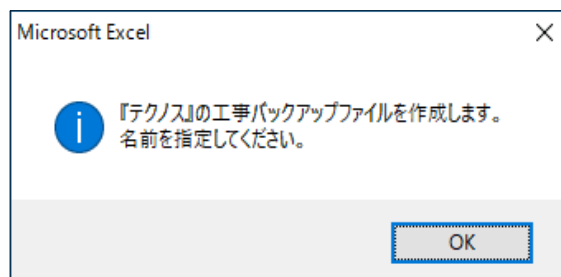 Microsoft Excel
『テクノス』の工事バックアップファイルを作成します。
名前を指定してください。
OK